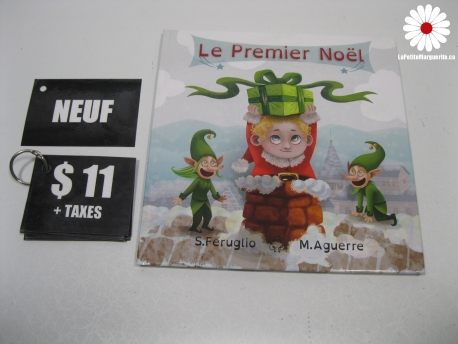 LaPetiteMarguerite.ca
Le Premier Noël
NEUF
$ 11
+ TAXES
S.Feruglio
M.Aguerre